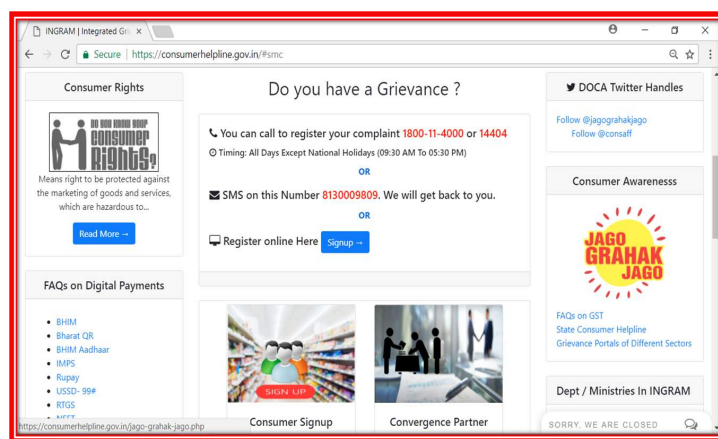 INGRAM | Integrated Gri
Secure | https://consumerhelpline.gov.in/#smc
Consumer Rights
DO YOU KNOW YOUR
CONSUMER
RIGHTS?
Means right to be protected against
the marketing of goods and services,
which are hazardous to...
Read More →
FAQs on Digital Payments
BHIM
Bharat QR
BHIM Aadhaar
IMPS
Rupay
USSD- 99#
RTGS
NEFT
https://consumerhelpline.gov.in/jago-grahak-jago.php
Do you have a Grievance ?
You can call to register your complaint 1800-11-4000 or 14404
Timing: All Days Except National Holidays (09:30 AM To 05:30 PM)
OR
SMS on this Number 8130009809. We will get back to you.
OR
Register online Here Signup →
SIGN UP
Consumer Signup
Convergence Partner
DOCA Twitter Handles
Follow @jagograhakjago
Follow @consaff
Consumer Awarenesss
JAGO
GRAHAK
JAGO
FAQs on GST
State Consumer Helpline
Grievance Portals of Different Sectors
Dept / Ministries In INGRAM
SORRY, WE ARE CLOSED